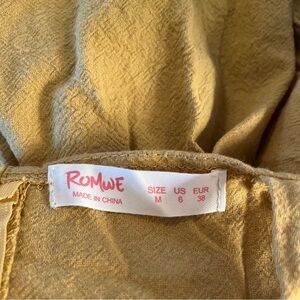 ROMWE
MADE IN CHINA
SIZE US EUR
M 6 38